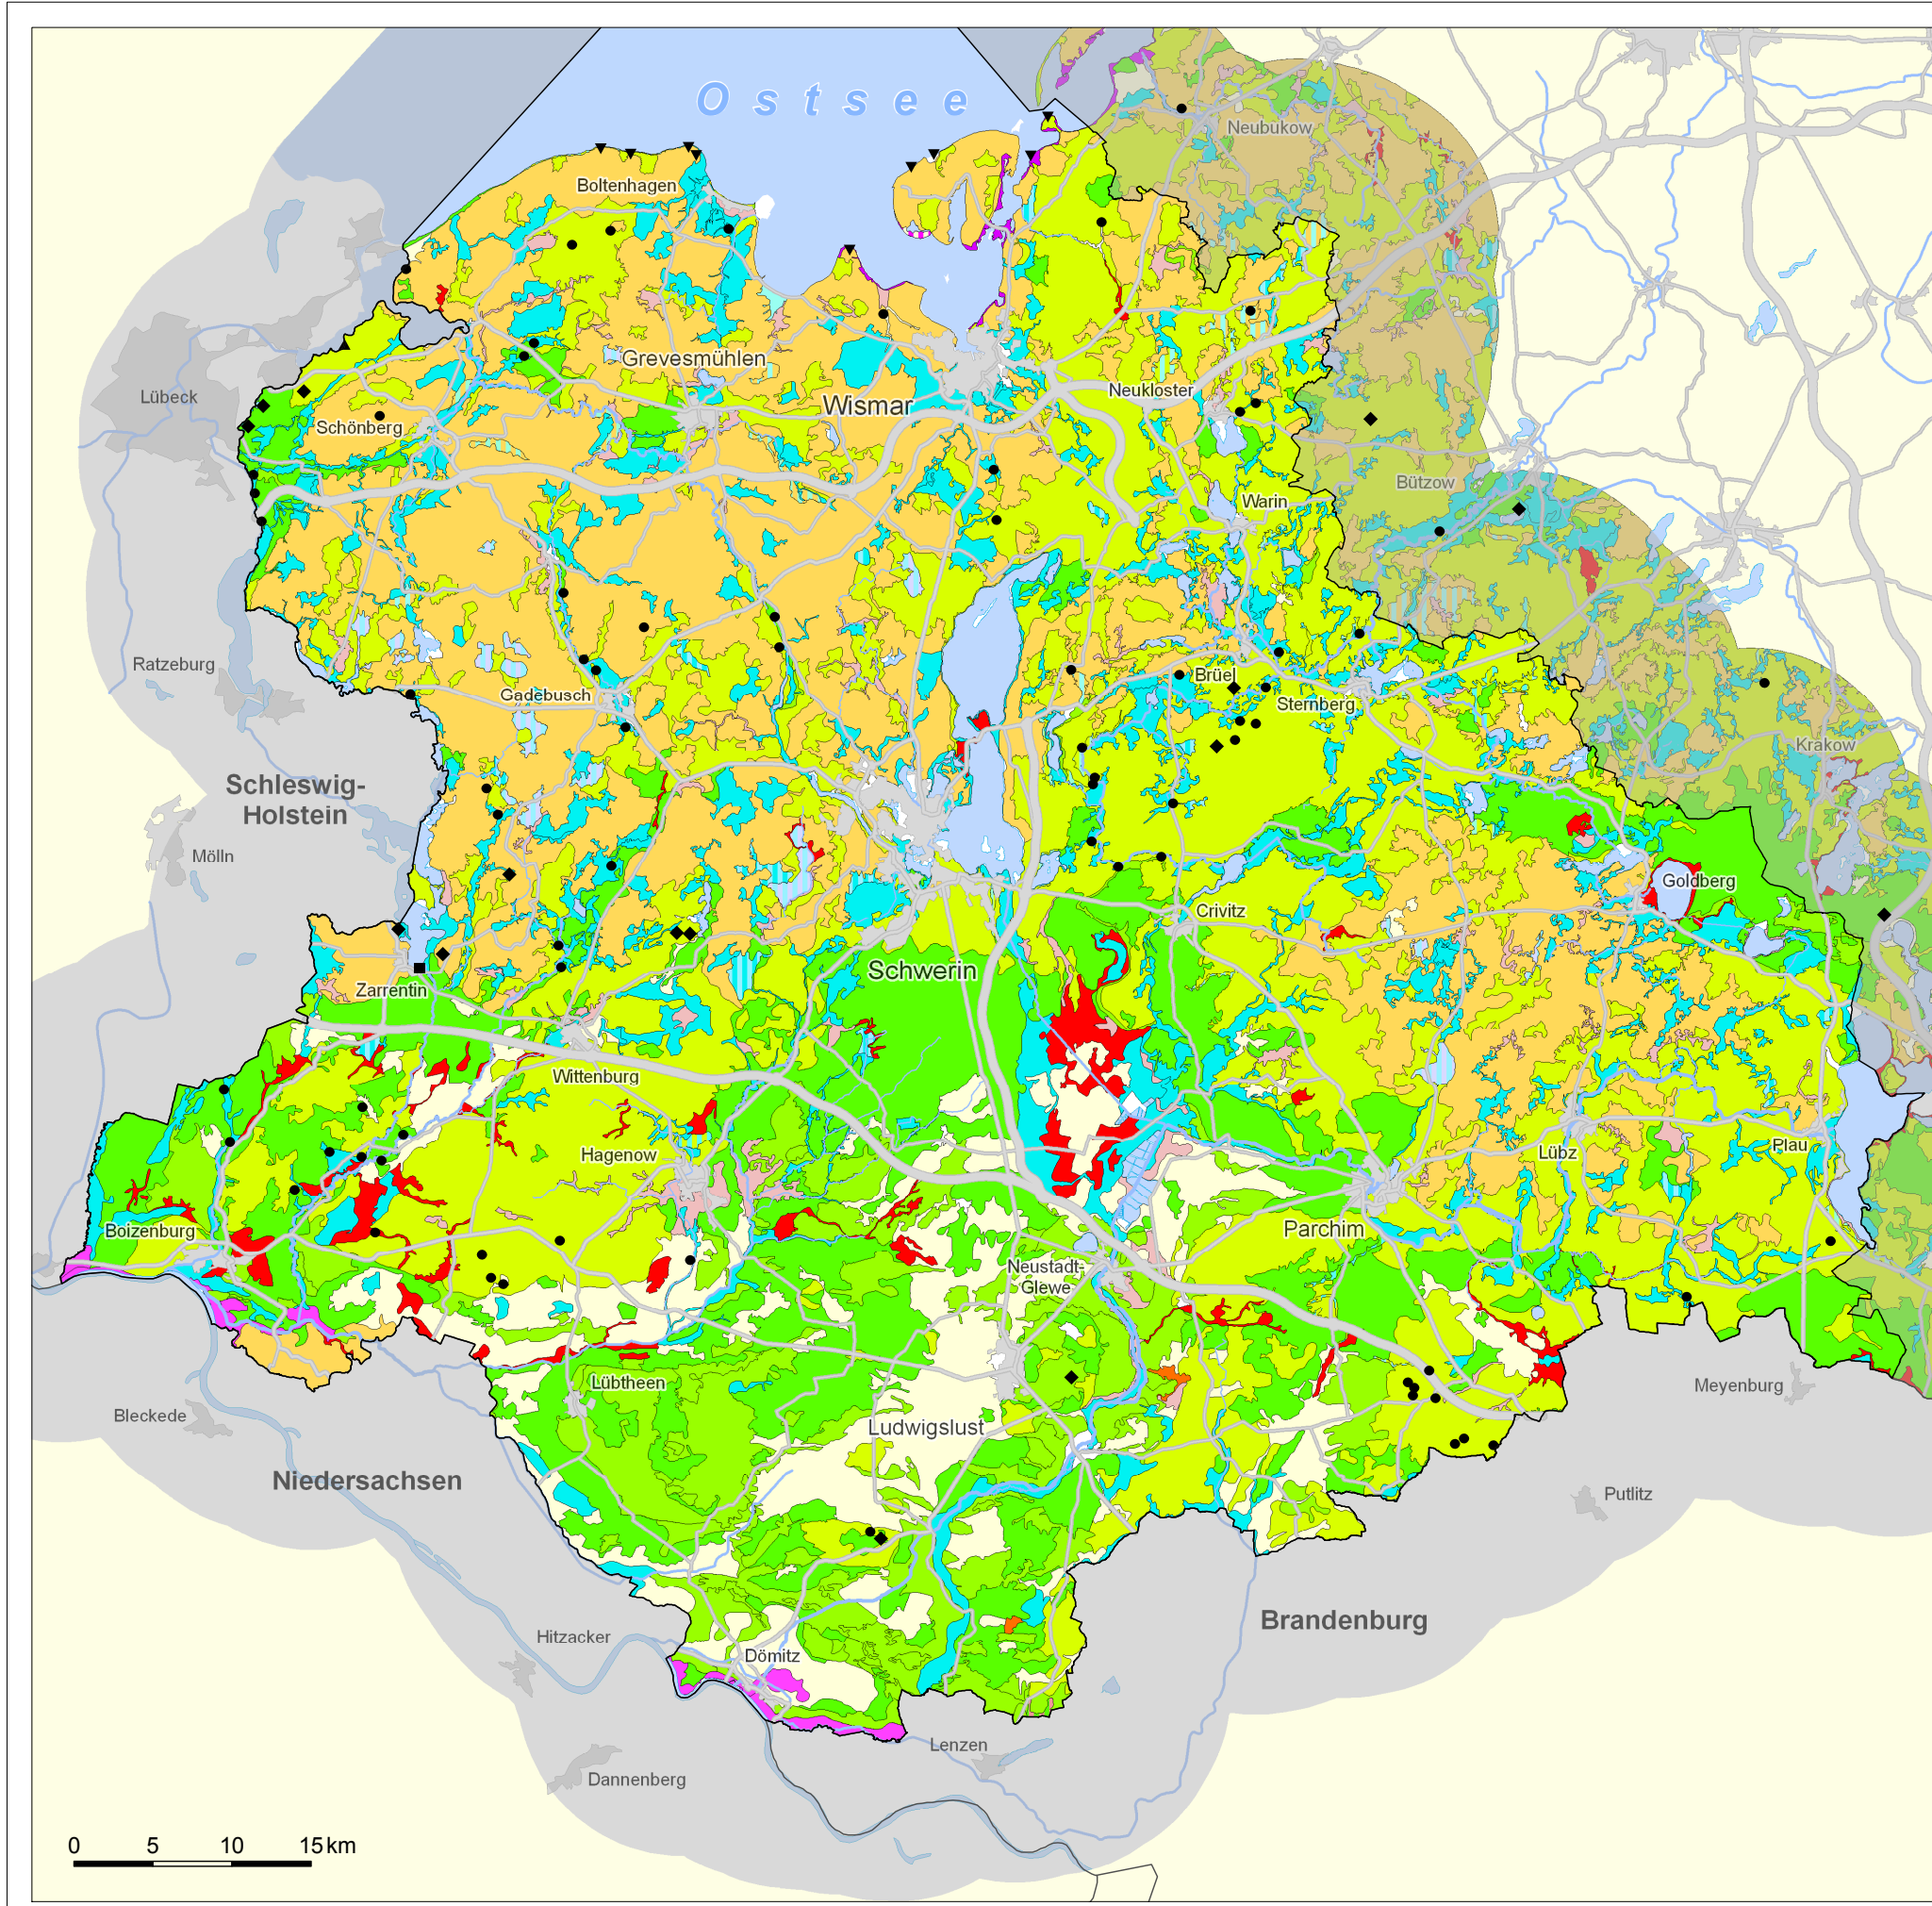 Ostsee
Neubukow
Boltenhagen
Grevesmühlen
Lübeck
Wismar
Neukloster
Schönberg
Bützow
Warin
Ratzeburg
Gadebusch
Brüel
Sternberg
Krakow
Schleswig-
Holstein
Mölln
Goldberg
Crivitz
Schwerin
Zarrentin
Wittenburg
Hagenow
Lübz
Plau
Boizenburg
Parchim
Neustadt-
Glewe
Lübtheen
Meyenburg
Bleckede
Ludwigslust
Niedersachsen
Putlitz
Brandenburg
Hitzacker
Dömitz
Lenzen
Dannenberg
0 5 10 15 km